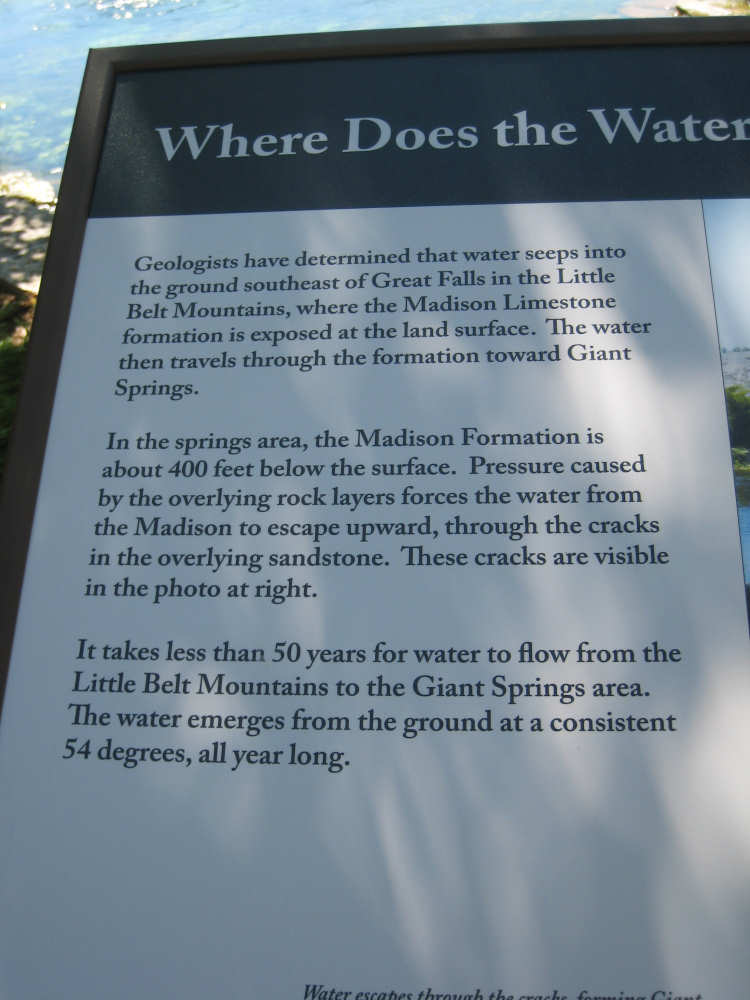 Where Does the Water
Geologists have determined that water seeps into
the ground southeast of Great Falls in the Little
Belt Mountains, where the Madison Limestone
formation is exposed at the land surface. The water
then travels through the formation toward Giant
Springs.
In the springs area, the Madison Formation is
about 400 feet below the surface. Pressure caused
by the overlying rock layers forces the water from
the Madison to escape upward, through the cracks
in the overlying sandstone. These cracks are visible
in the photo at right.
It takes less than 50 years for water to flow from the
Little Belt Mountains to the Giant Springs area.
The water emerges from the ground at a consistent
54 degrees, all year long.
Water escapes through the cracks, forming Giant